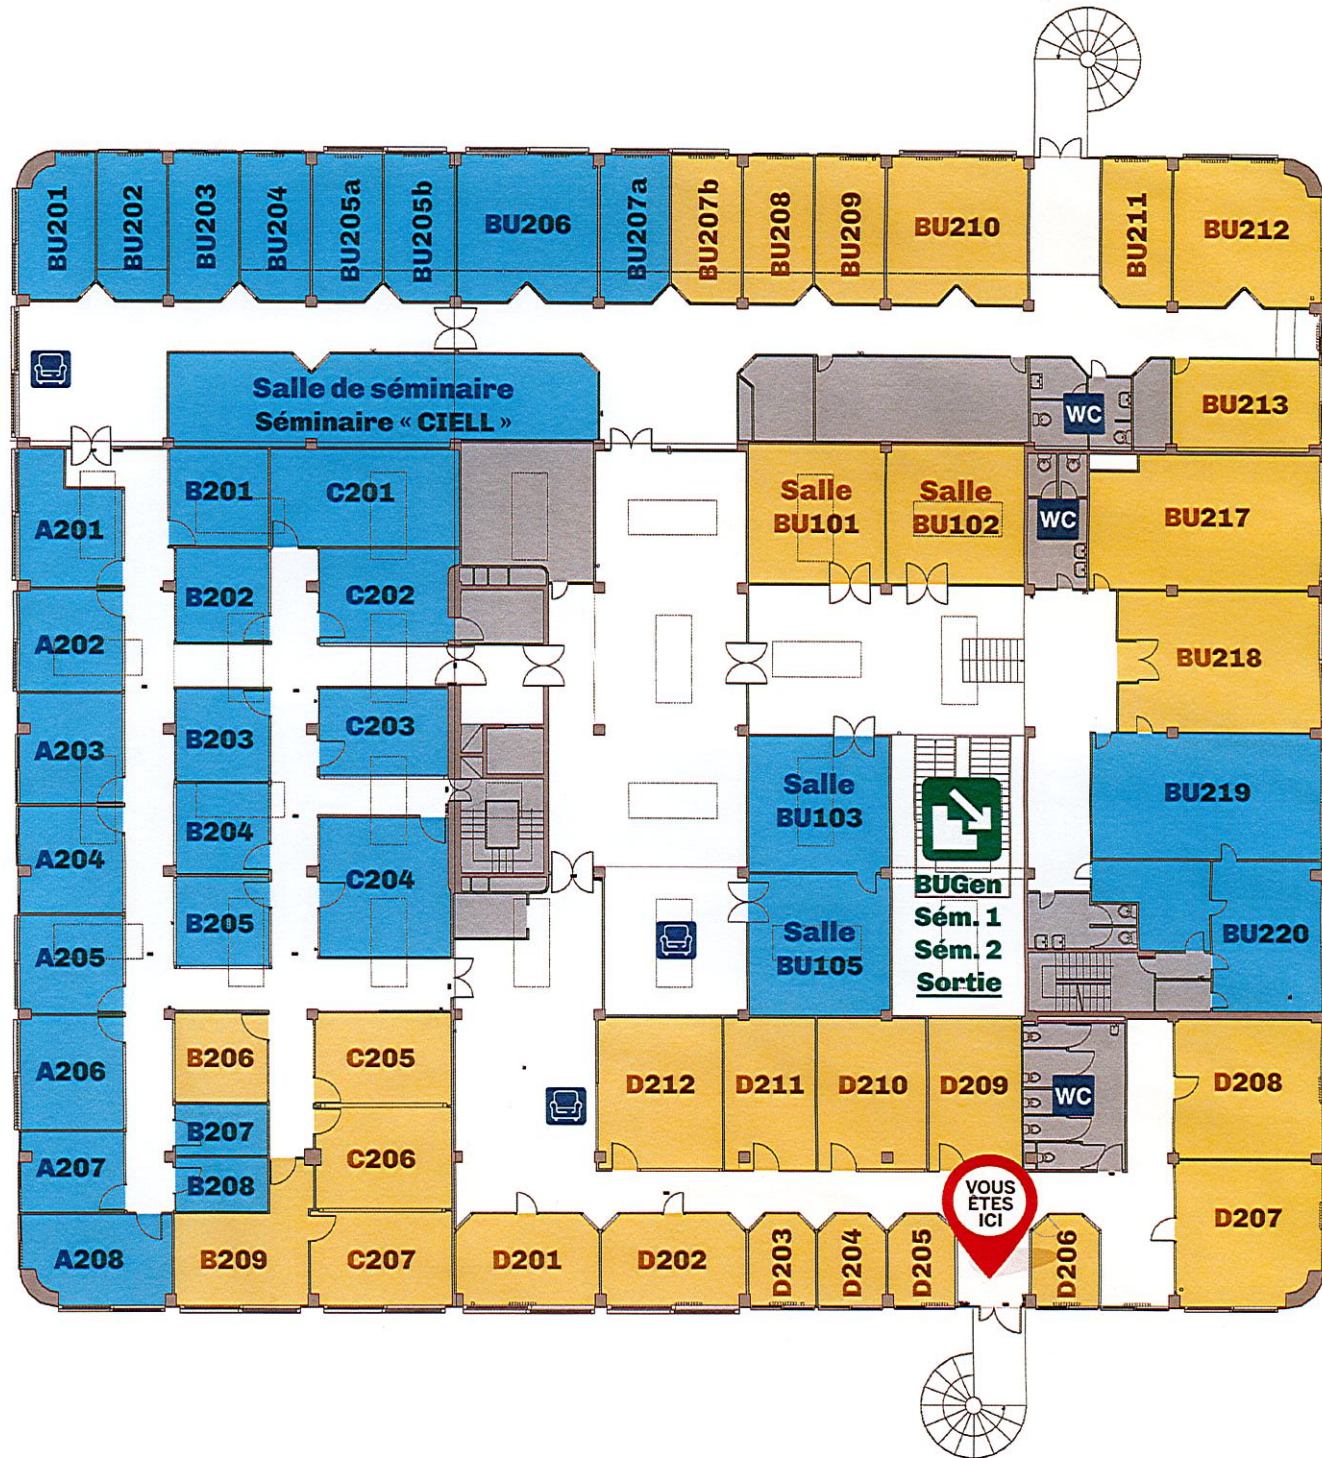 BU201
BU202
BU203
BU204
BU205a
BU205b
BU206
BU207a
BU207b
BU208
BU209
BU210
BU211
BU212
Salle de séminaire
Séminaire « CIELL »
WC
BU213
A201
B201
C201
Salle
BU101
Salle
BU102
WC
BU217
A202
B202
C202
BU218
A203
B203
C203
Salle
BU103
BU219
A204
B204
C204
BUGen
Sém. 1
Sém. 2
Sortie
A205
B205
Salle
BU105
BU220
A206
B206
C205
D212
D211
D210
D209
WC
D208
A207
B207
B208
C206
VOUS
ÊTES
ICI
D207
A208
B209
C207
D201
D202
D203
D204
D205
D206